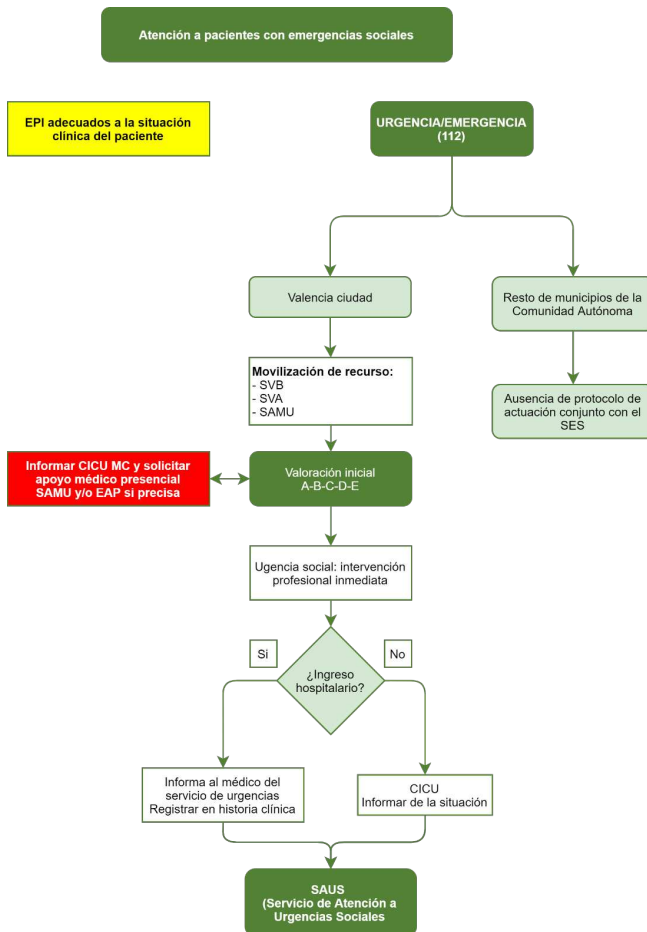 Atención a pacientes con emergencias sociales
EPI adecuados a la situación
clínica del paciente
URGENCIA/EMERGENCIA
(112)
Valencia ciudad
Resto de municipios de la
Comunidad Autónoma
Movilización de recurso:
- SVB
- SVA
- SAMU
Ausencia de protocolo de
actuación conjunto con el
SES
Informar CICU MC y solicitar
apoyo médico presencial
SAMU y/o EAP si precisa
Valoración inicial
A-B-C-D-E
Ugencia social: intervención
profesional inmediata
Si
No
¿Ingreso
hospitalario?
Informa al médico del
servicio de urgencias
Registrar en historia clínica
CICU
Informar de la situación
SAUS
(Servicio de Atención a
Urgencias Sociales